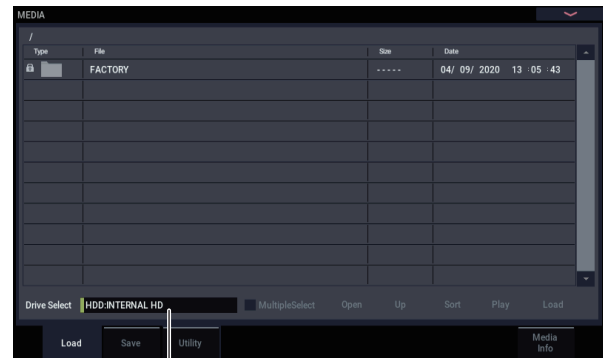 MEDIA
/
Type File Size Date
FACTORY ----- 04/ 09/ 2020 13 :05 :43
Drive Select HDD:INTERNAL HD MultipleSelect Open Up Sort Play Load
Load Save Utility Media Info